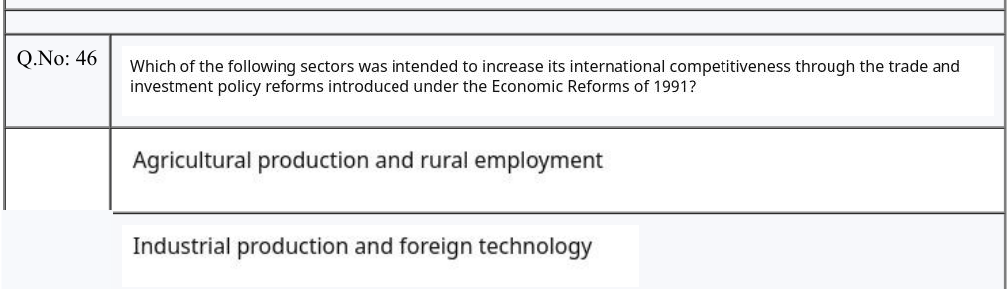 Q.No: 46
Which of the following sectors was intended to increase its international competitiveness through the trade and
investment policy reforms introduced under the Economic Reforms of 1991?
Agricultural production and rural employment
Industrial production and foreign technology